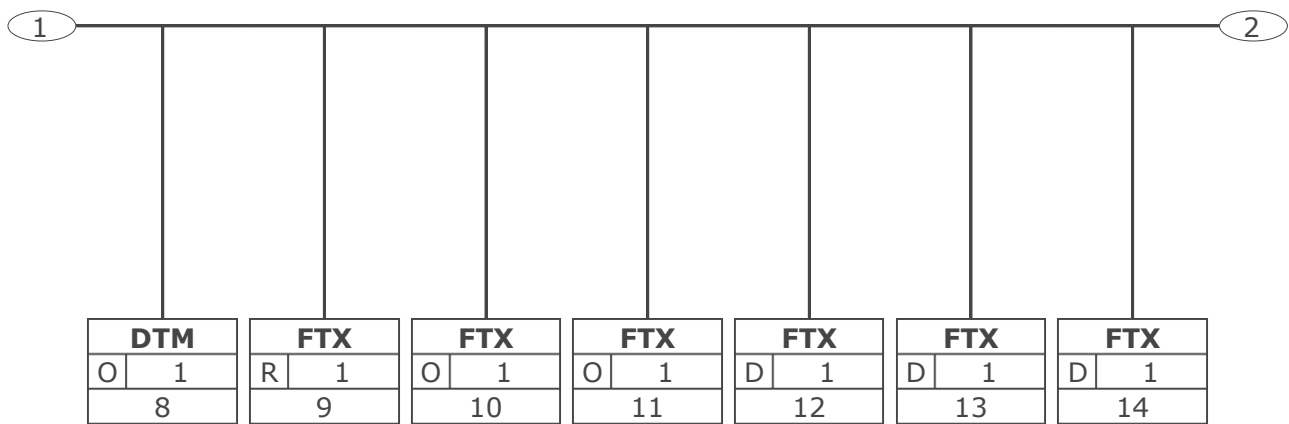 1 2
DTM FTX FTX FTX FTX FTX FTX
O 1 R 1 O 1 O 1 D 1 D 1 D 1
8 9 10 11 12 13 14